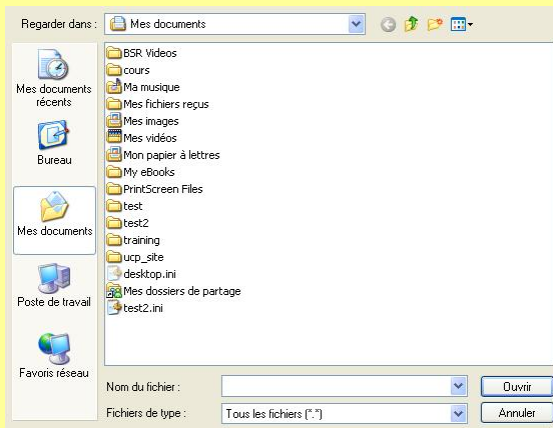 Regarder dans :
Mes documents
Mes documents
récents
Bureau
Mes documents
Poste de travail
Favoris réseau
BSR Videos
cours
Ma musique
Mes fichiers reçus
Mes images
Mes vidéos
Mon papier à lettres
My eBooks
PrintScreen Files
test
test2
training
ucp_site
desktop.ini
Mes dossiers de partage
test2.ini
Nom du fichier :
Ouvrir
Fichiers de type :
Tous les fichiers (*.*)
Annuler